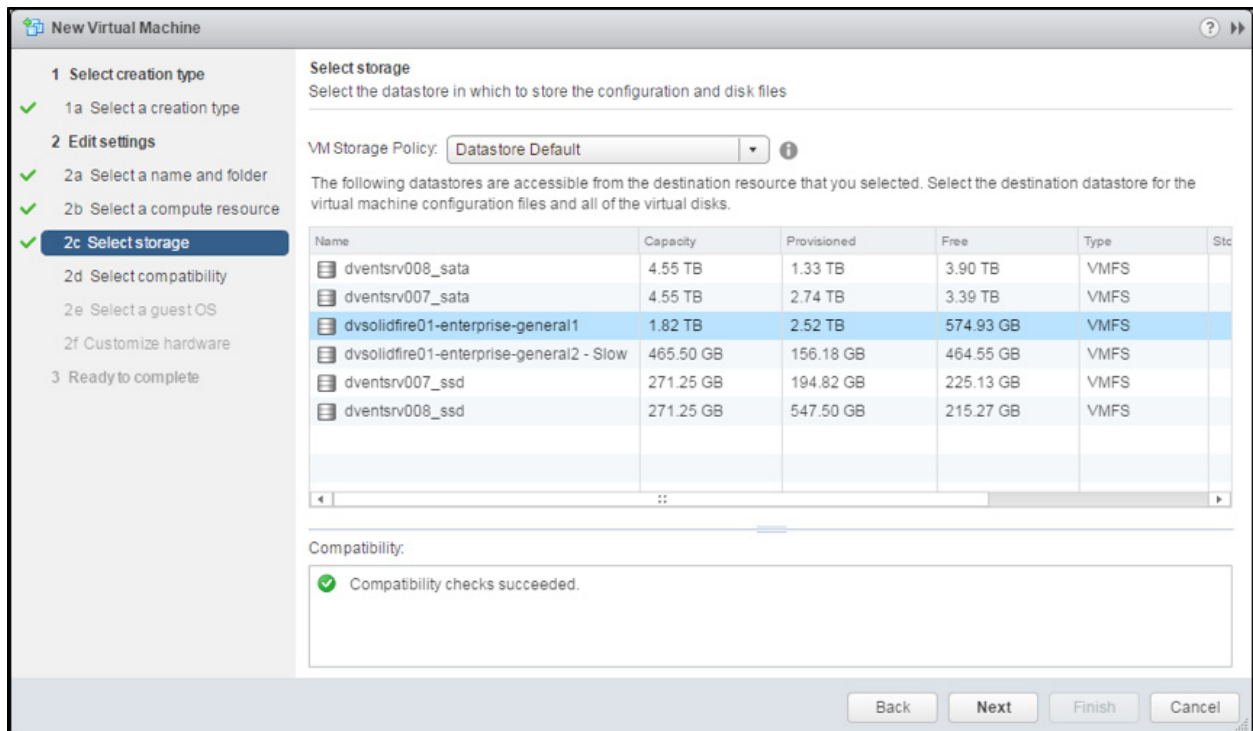 New Virtual Machine
?
1 Select creation type
1a Select a creation type
2 Edit settings
2a Select a name and folder
2b Select a compute resource
2c Select storage
2d Select compatibility
2e Select a guest OS
2f Customize hardware
3 Ready to complete
Select storage
Select the datastore in which to store the configuration and disk files
VM Storage Policy: Datastore Default
The following datastores are accessible from the destination resource that you selected. Select the destination datastore for the
virtual machine configuration files and all of the virtual disks.
Name Capacity Provisioned Free Type Stc
dventsrv008_sata 4.55 TB 1.33 TB 3.90 TB VMFS
dventsrv007_sata 4.55 TB 2.74 TB 3.39 TB VMFS
dvsolidfire01-enterprise-general1 1.82 TB 2.52 TB 574.93 GB VMFS
dvsolidfire01-enterprise-general2 - Slow 465.50 GB 156.18 GB 464.55 GB VMFS
dventsrv007_ssd 271.25 GB 194.82 GB 225.13 GB VMFS
dventsrv008_ssd 271.25 GB 547.50 GB 215.27 GB VMFS
Compatibility:
Compatibility checks succeeded.
Back Next Finish Cancel